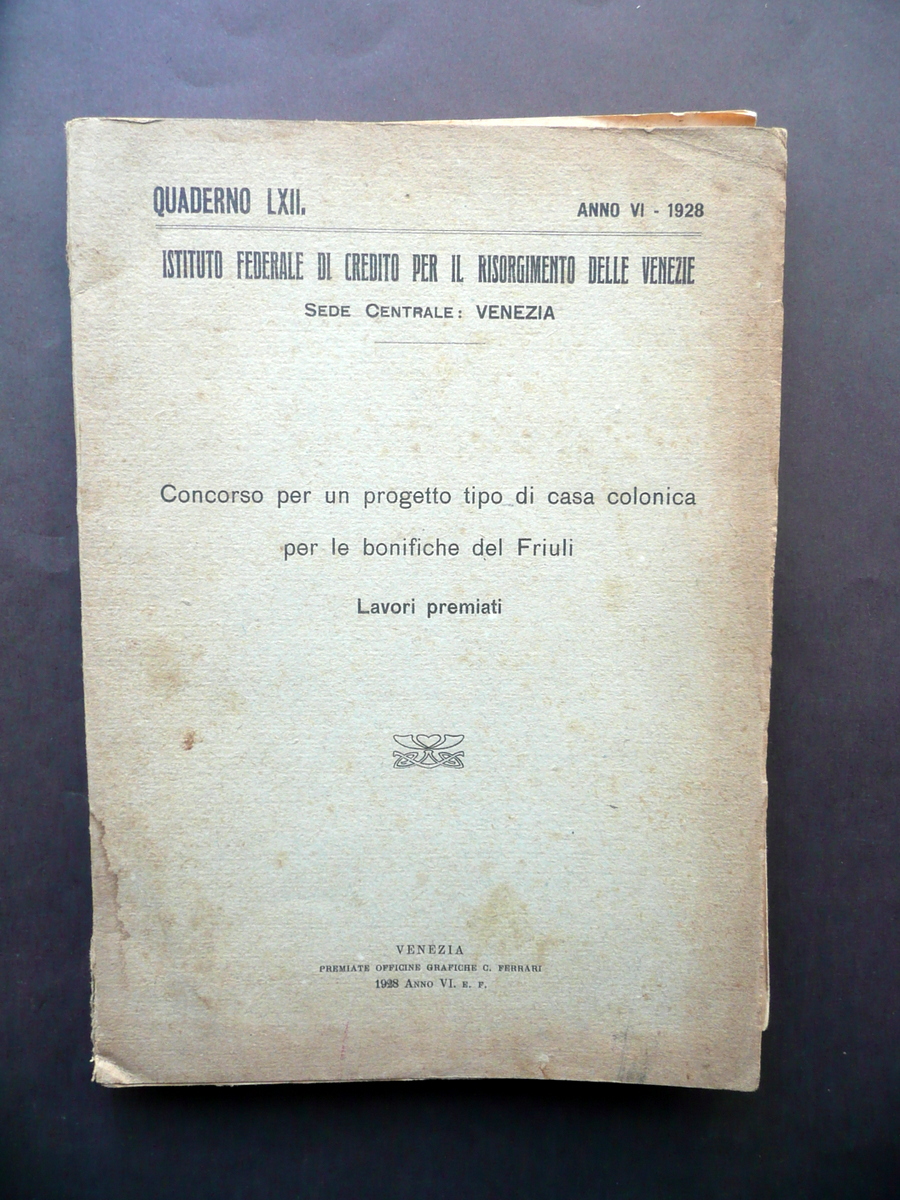 QUADERNO LXII.
ANNO VI - 1928
ISTITUTO FEDERALE DI CREDITO PER IL RISORGIMENTO DELLE VENEZIE
SEDE CENTRALE: VENEZIA
Concorso per un progetto tipo di casa colonica
per le bonifiche del Friuli
Lavori premiati
VENEZIA
PREMIATE OFFICINE GRAFICHE C. FERRARI
1928 ANNO VI. E. F.